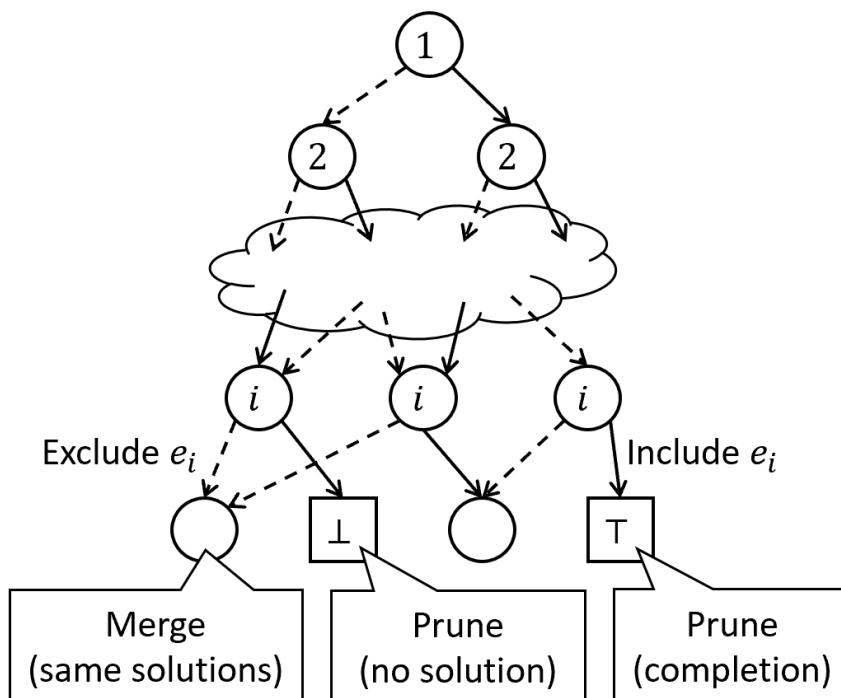 1
2
2
i
i
i
Exclude e_i
Include e_i
⊥
⊤
Merge
(same solutions)
Prune
(no solution)
Prune
(completion)